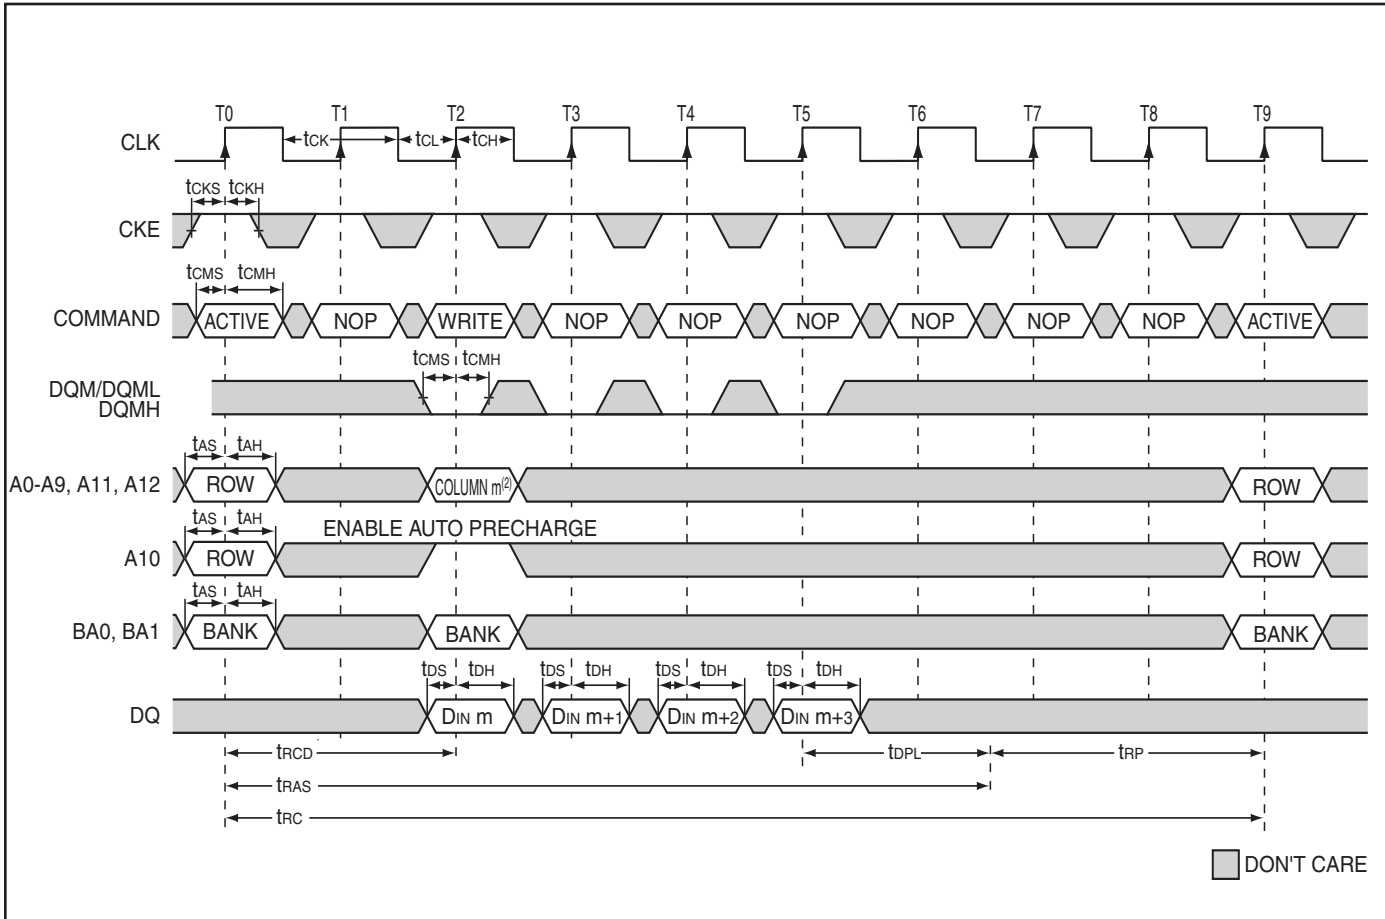 T0 T1 T2 T3 T4 T5 T6 T7 T8 T9
CLK tCK tCL tCH
tCKS tCKH
CKE
tCMS tCMH
COMMAND ACTIVE NOP WRITE NOP NOP NOP NOP NOP NOP ACTIVE
tCMS tCMH
DQM/DQML
DQMH
tAS tAH
A0-A9, A11, A12 ROW COLUMN m(2) ROW
tAS tAH ENABLE AUTO PRECHARGE
A10 ROW ROW
tAS tAH
BA0, BA1 BANK BANK BANK
tDS tDH tDS tDH tDS tDH tDS tDH
DQ DIN m DIN m+1 DIN m+2 DIN m+3
tRCD tDPL tRP
tRAS
tRC
DON'T CARE